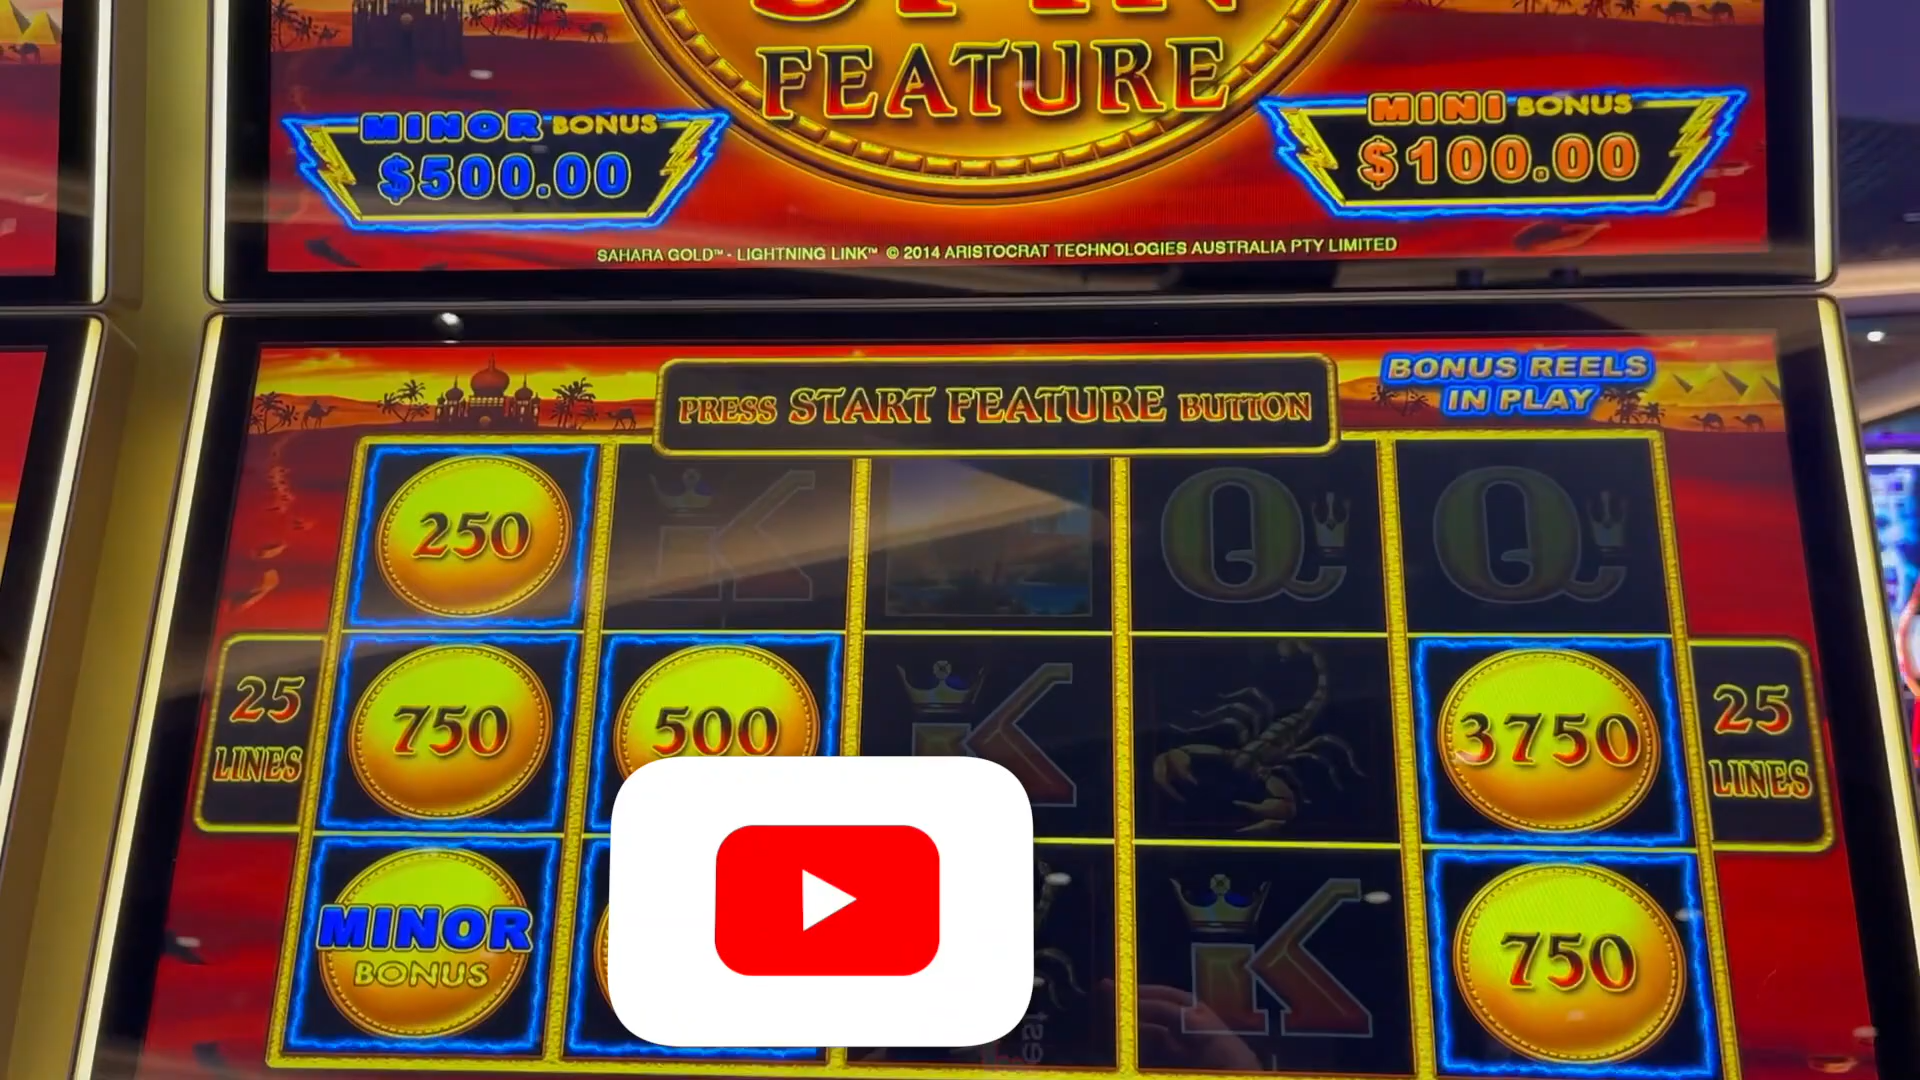 SPIN
FEATURE
MINOR BONUS
$500.00
MINI BONUS
$100.00
SAHARA GOLD™ - LIGHTNING LINK™ © 2014 ARISTOCRAT TECHNOLOGIES AUSTRALIA PTY LIMITED
PRESS START FEATURE BUTTON
BONUS REELS
IN PLAY
250
K
Q
Q
25
LINES
750
500
K
3750
25
LINES
MINOR
BONUS
K
750